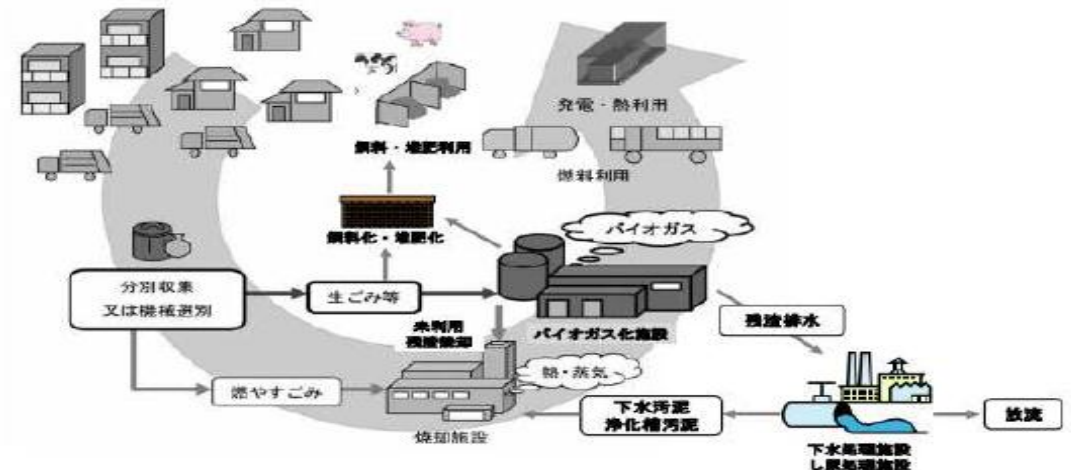 発電・熱利用
飼料・堆肥利用
燃料利用
飼料化・堆肥化
バイオガス
分別収集
又は機械選別
生ごみ等
未利用
残渣焼却
バイオガス化施設
残渣排水
熱・蒸気
燃やすごみ
焼却施設
下水汚泥
浄化槽汚泥
放流
下水処理施設
し尿処理施設